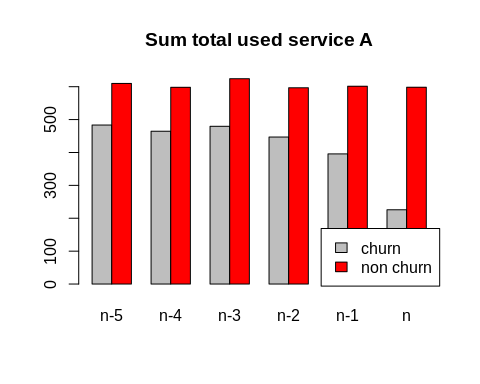 Sum total used service A
500
300
100
0
churn
non churn
n-5 n-4 n-3 n-2 n-1 n